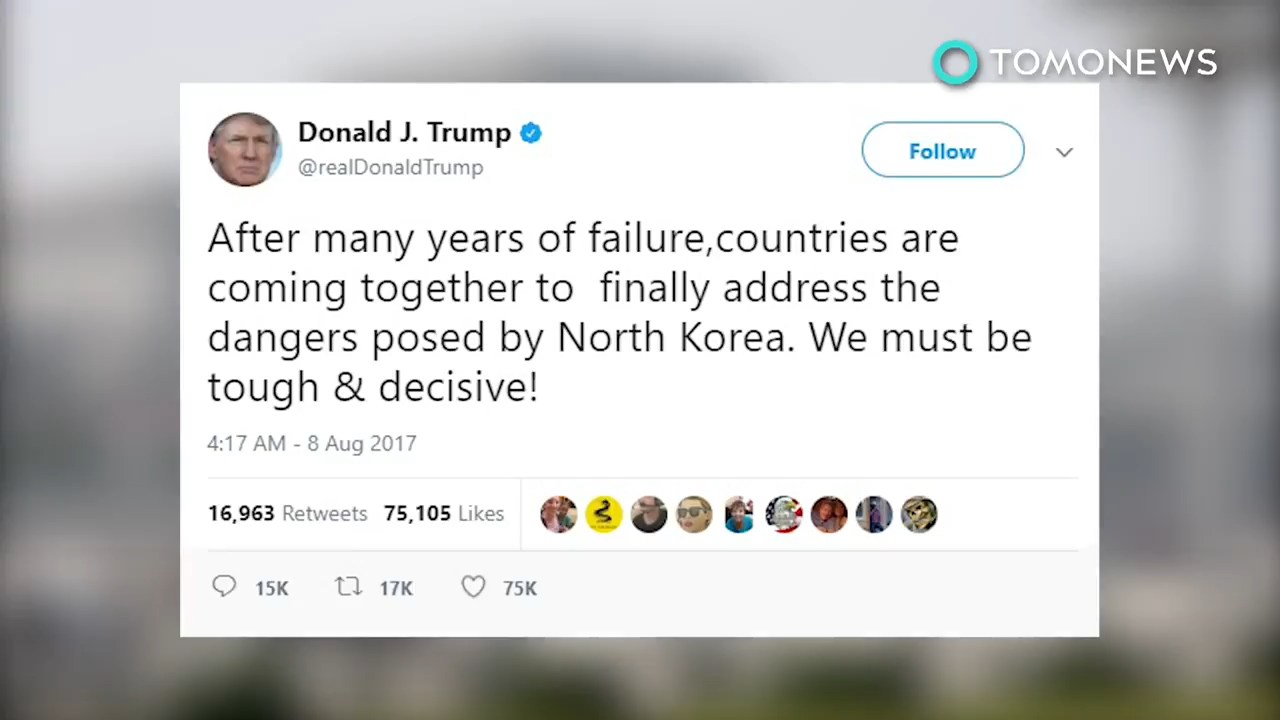 TOMONEWS
Donald J. Trump
@realDonaldTrump
Follow
After many years of failure,countries are
coming together to  finally address the
dangers posed by North Korea. We must be
tough & decisive!
4:17 AM - 8 Aug 2017
16,963 Retweets 75,105 Likes
15K 17K 75K